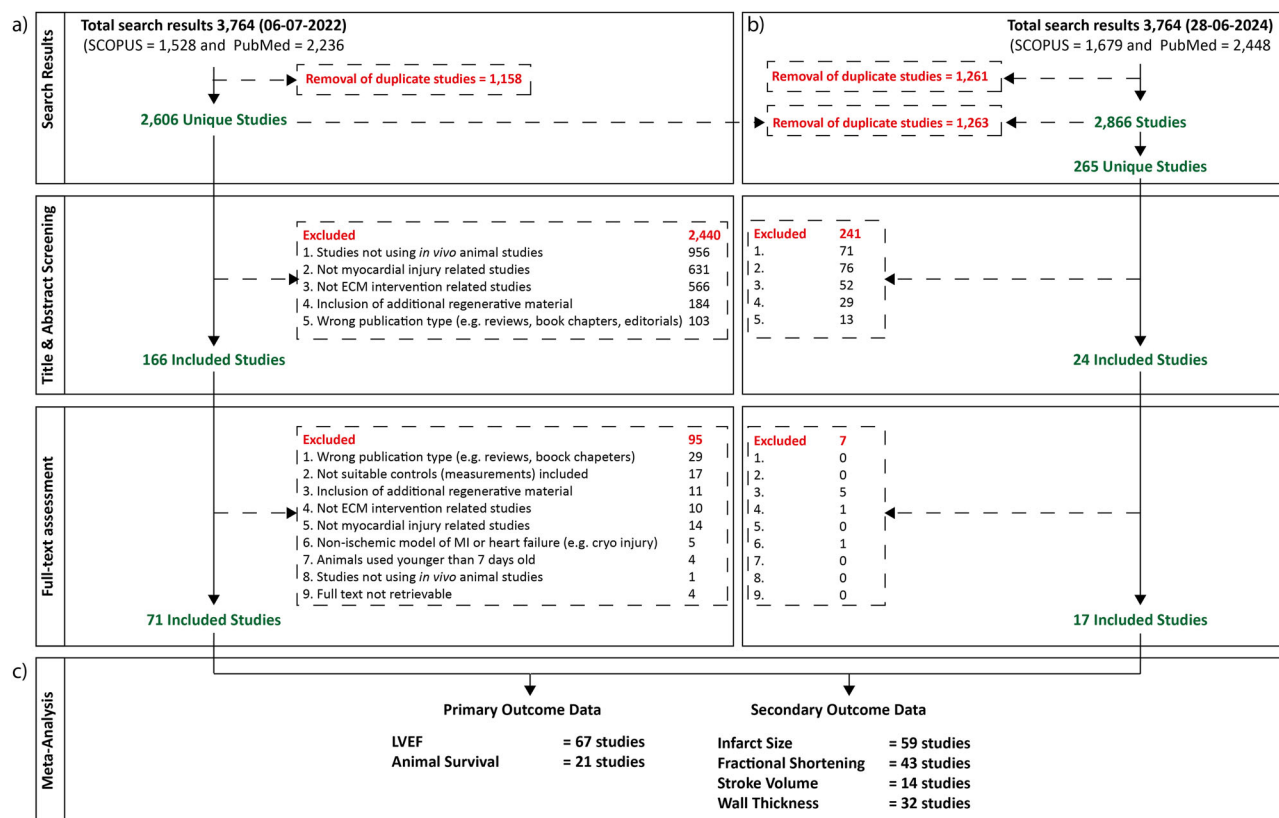 a)
Search Results
Total search results 3,764 (06-07-2022)
(SCOPUS = 1,528 and PubMed = 2,236
Removal of duplicate studies = 1,158
2,606 Unique Studies
b)
Total search results 3,764 (28-06-2024)
(SCOPUS = 1,679 and PubMed = 2,448
Removal of duplicate studies = 1,261
Removal of duplicate studies = 1,263
2,866 Studies
265 Unique Studies
Title & Abstract Screening
Excluded 2,440
1. Studies not using in vivo animal studies 956
2. Not myocardial injury related studies 631
3. Not ECM intervention related studies 566
4. Inclusion of additional regenerative material 184
5. Wrong publication type (e.g. reviews, book chapters, editorials) 103
166 Included Studies
Excluded 241
1. 71
2. 76
3. 52
4. 29
5. 13
24 Included Studies
Full-text assessment
Excluded 95
1. Wrong publication type (e.g. reviews, boock chapeters) 29
2. Not suitable controls (measurements) included 17
3. Inclusion of additional regenerative material 11
4. Not ECM intervention related studies 10
5. Not myocardial injury related studies 14
6. Non-ischemic model of MI or heart failure (e.g. cryo injury) 5
7. Animals used younger than 7 days old 4
8. Studies not using in vivo animal studies 1
9. Full text not retrievable 4
71 Included Studies
Excluded 7
1. 0
2. 0
3. 5
4. 1
5. 0
6. 1
7. 0
8. 0
9. 0
17 Included Studies
c)
Meta-Analysis
Primary Outcome Data
LVEF = 67 studies
Animal Survival = 21 studies
Secondary Outcome Data
Infarct Size = 59 studies
Fractional Shortening = 43 studies
Stroke Volume = 14 studies
Wall Thickness = 32 studies